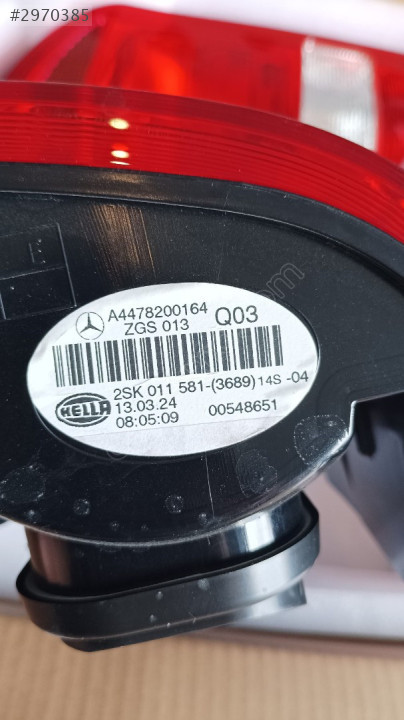 #2970385
A4478200164
ZGS 013 Q03
2SK 011 581-(3689) 14S -04
HELLA
13.03.24
08:05:09 00548651